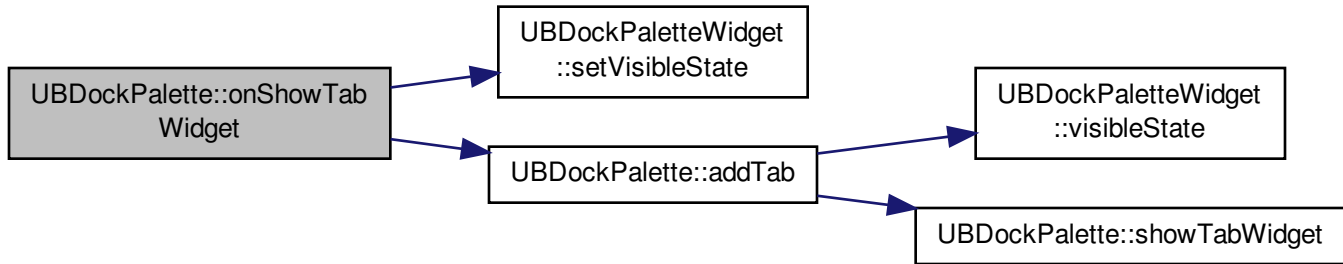 UBDockPalette::onShowTab
Widget
UBDockPaletteWidget
::setVisibleState
UBDockPalette::addTab
UBDockPaletteWidget
::visibleState
UBDockPalette::showTabWidget